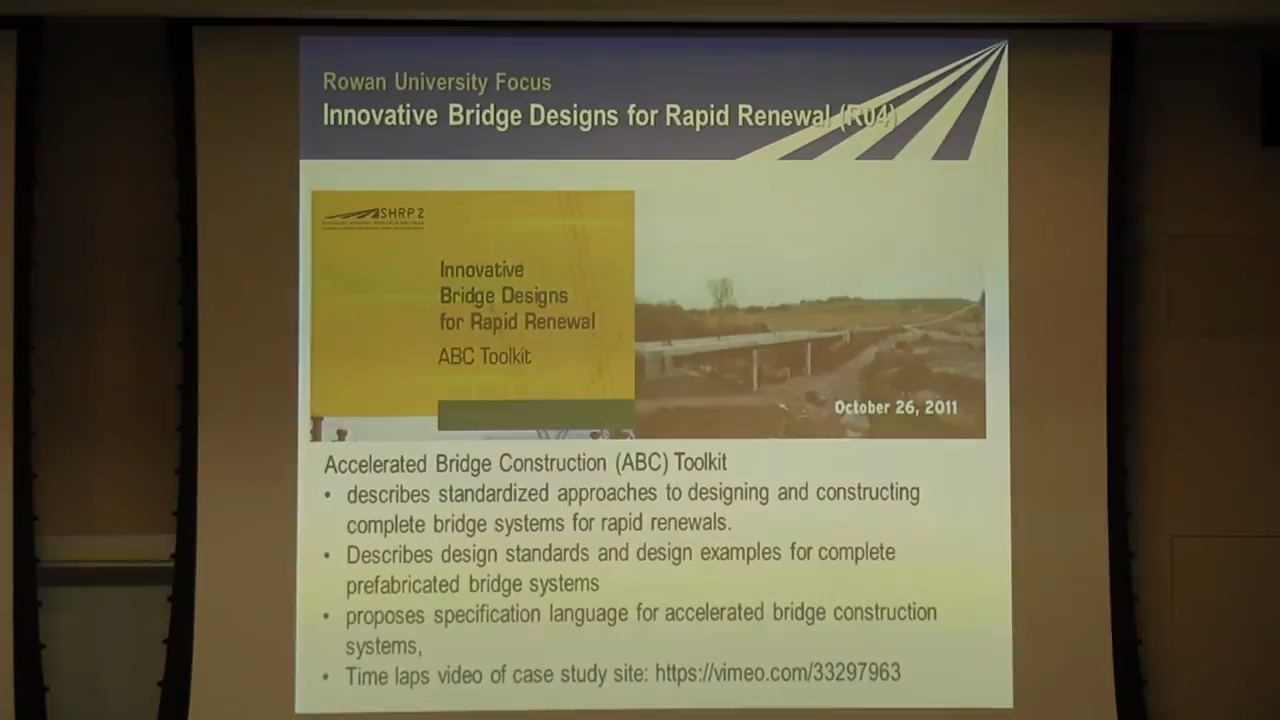 Rowan University Focus
Innovative Bridge Designs for Rapid Renewal (R04)
SHRP 2
Innovative
Bridge Designs
for Rapid Renewal
ABC Toolkit
October 26, 2011
Accelerated Bridge Construction (ABC) Toolkit
• describes standardized approaches to designing and constructing
complete bridge systems for rapid renewals.
• Describes design standards and design examples for complete
prefabricated bridge systems
• proposes specification language for accelerated bridge construction
systems,
• Time laps video of case study site: https://vimeo.com/33297963